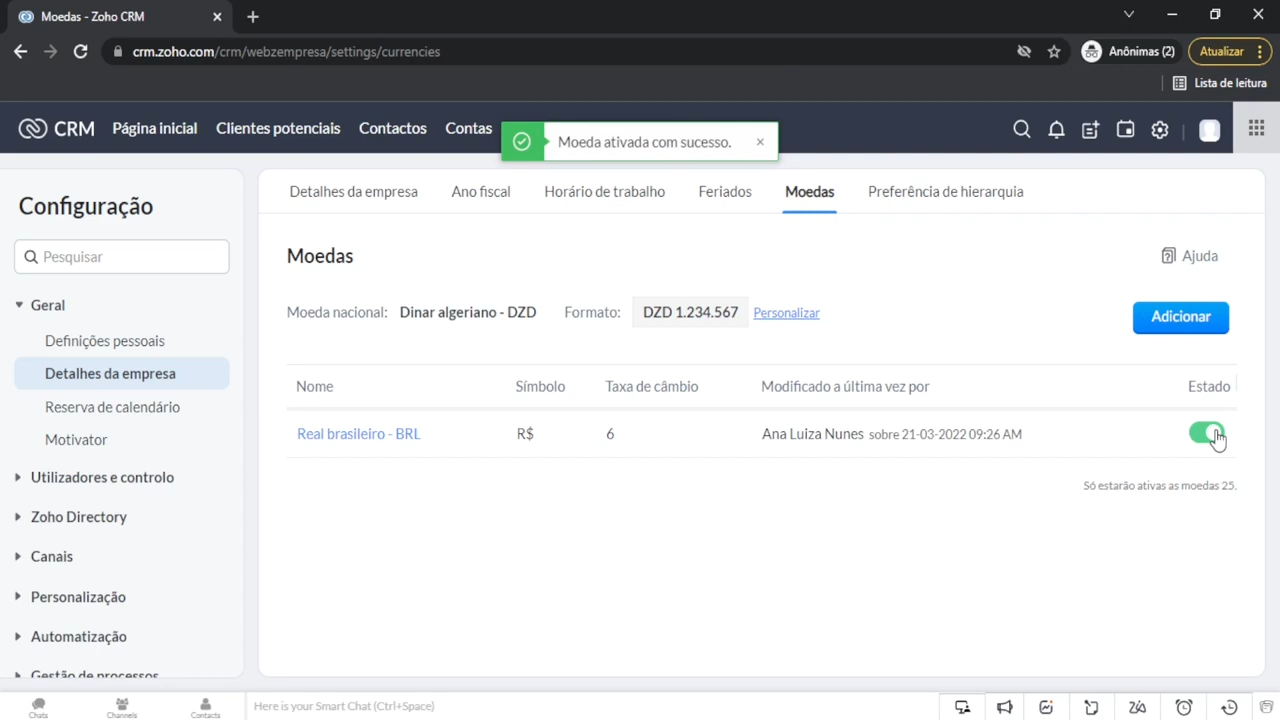 Moedas - Zoho CRM
crm.zoho.com/crm/webzempresa/settings/currencies
Anônimas (2)
Atualizar
Lista de leitura
CRM
Página inicial
Clientes potenciais
Contactos
Contas
Moeda ativada com sucesso.
Configuração
Pesquisar
Geral
Definições pessoais
Detalhes da empresa
Reserva de calendário
Motivator
Utilizadores e controlo
Zoho Directory
Canais
Personalização
Automatização
Gestão de processos
Detalhes da empresa
Ano fiscal
Horário de trabalho
Feriados
Moedas
Preferência de hierarquia
Moedas
Ajuda
Moeda nacional: Dinar algeriano - DZD Formato: DZD 1.234.567 Personalizar
Adicionar
Nome Símbolo Taxa de câmbio Modificado a última vez por Estado
Real brasileiro - BRL R$ 6 Ana Luiza Nunes sobre 21-03-2022 09:26 AM
Só estarão ativas as moedas 25.
Chats
Channels
Contacts
Here is your Smart Chat (Ctrl+Space)